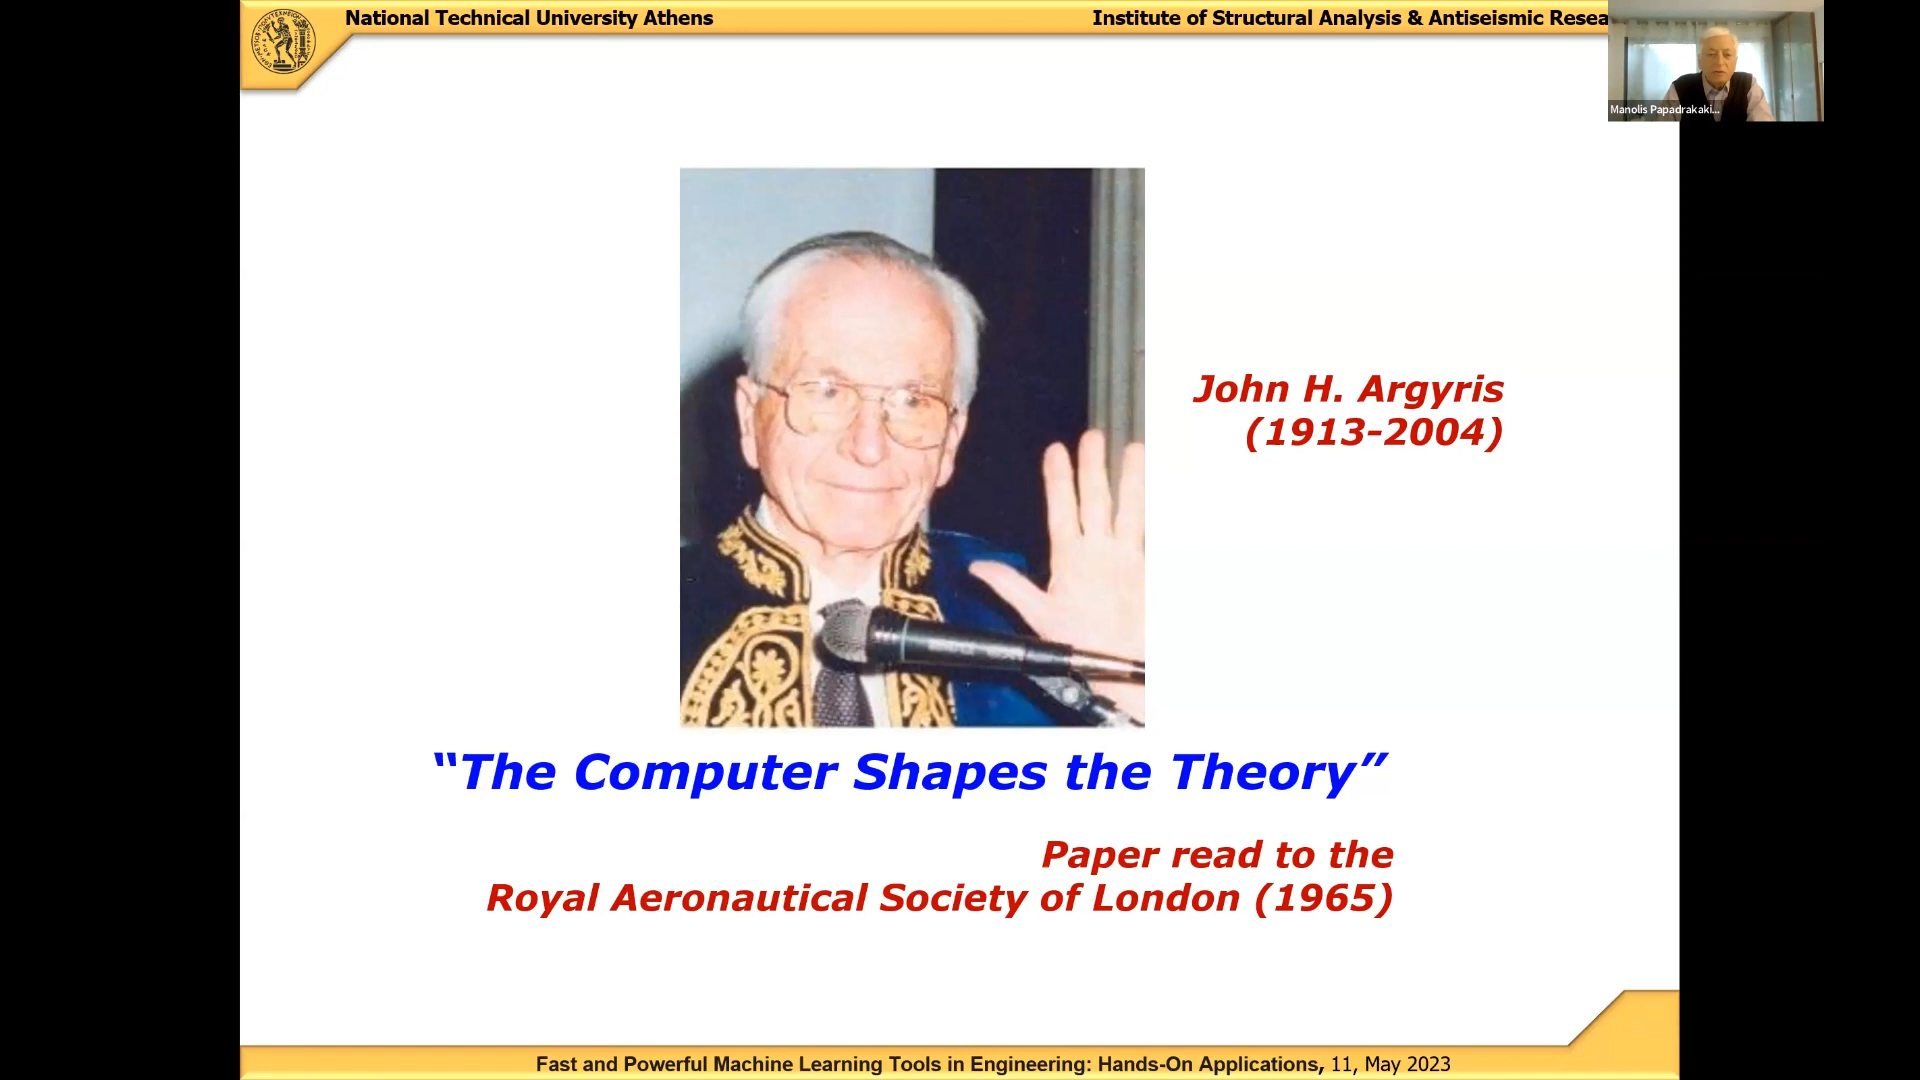 National Technical University Athens
Institute of Structural Analysis & Antiseismic Resea
Manolis Papadrakaki...
John H. Argyris
(1913-2004)
“The Computer Shapes the Theory”
Paper read to the
Royal Aeronautical Society of London (1965)
Fast and Powerful Machine Learning Tools in Engineering: Hands-On Applications, 11, May 2023